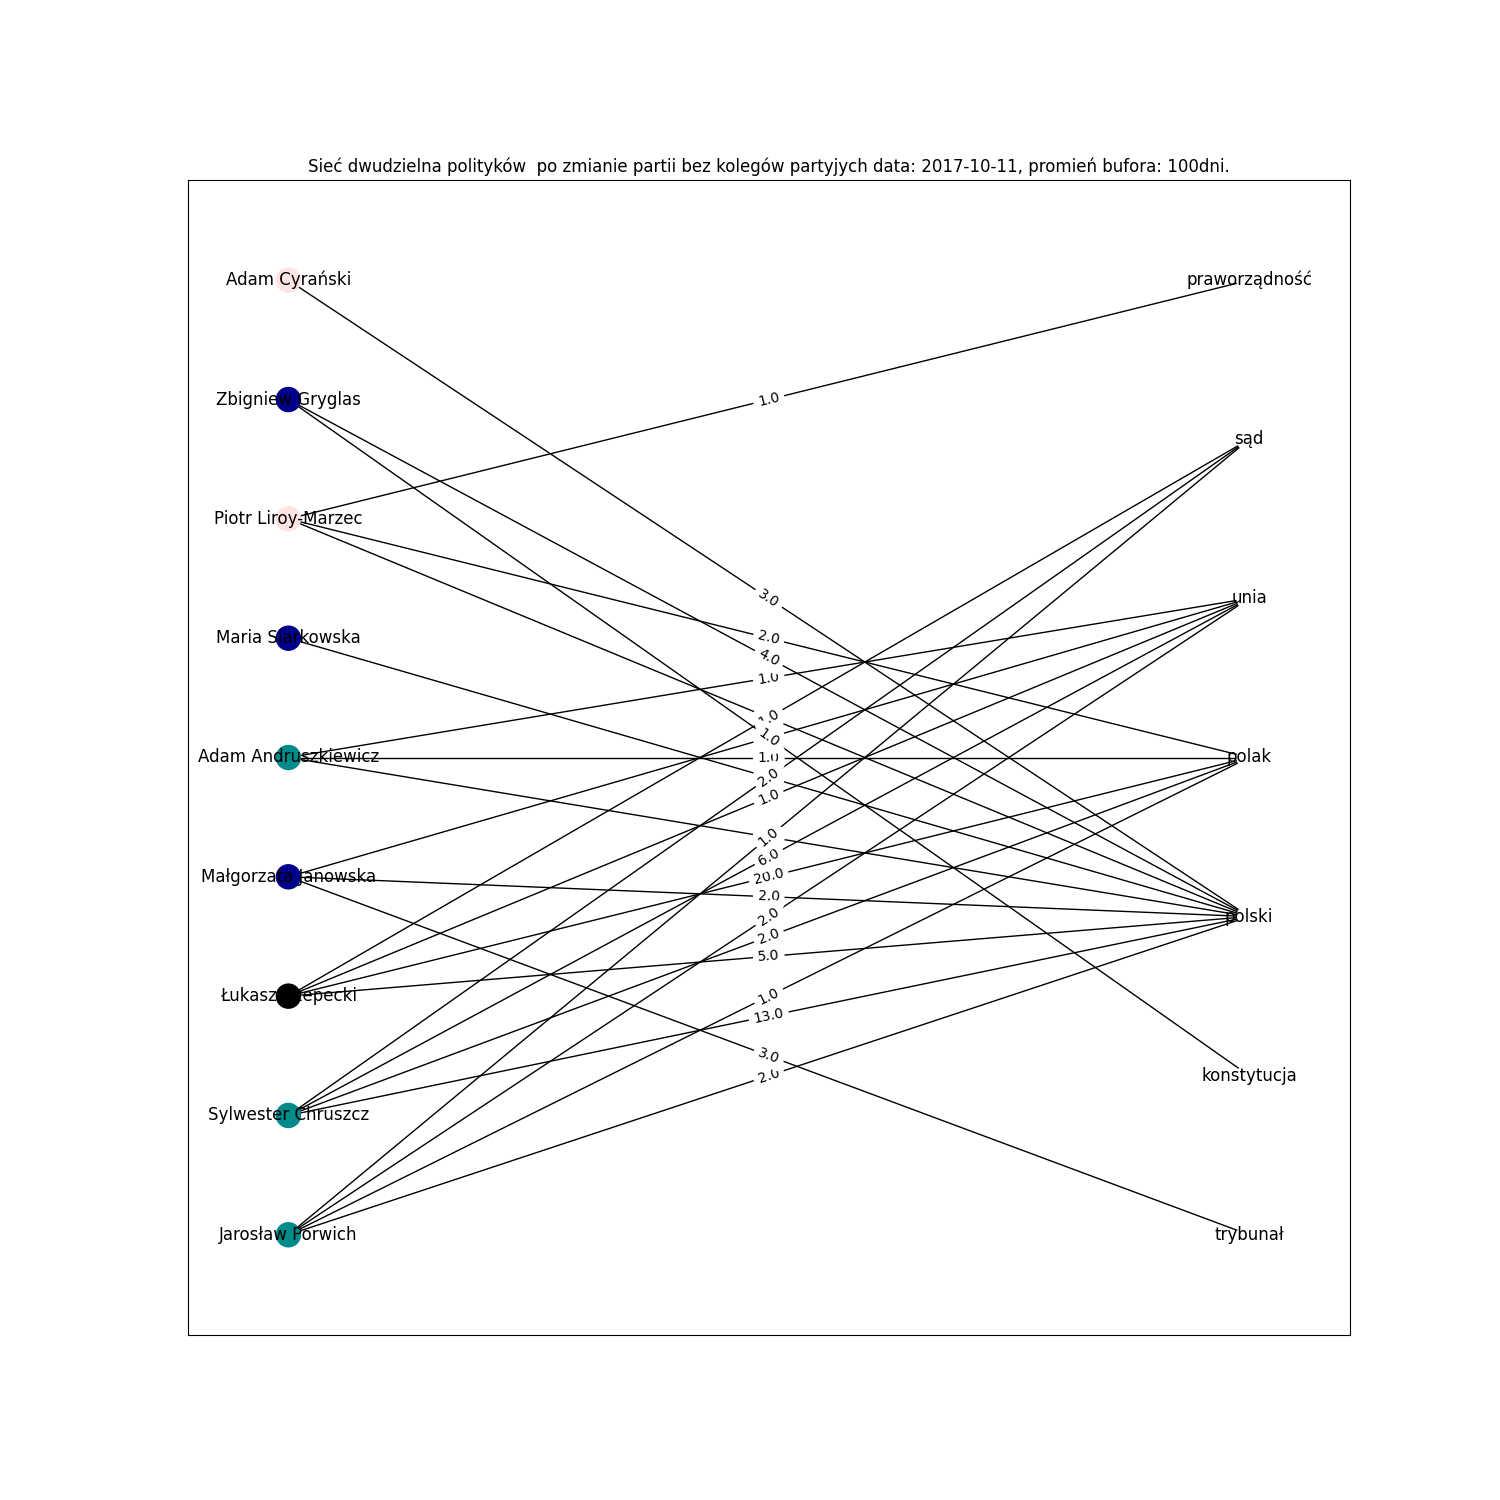 Sieć dwudzielna polityków  po zmianie partii bez kolegów partyjych data: 2017-10-11, promień bufora: 100dni.
Adam Cyrański
praworządność
Zbigniew Gryglas
1.0
sąd
Piotr Liroy-Marzec
3.0
unia
Maria Siarkowska
2.0
4.0
1.0
1.0
1.0
Adam Andruszkiewicz
1.0
polak
2.0
1.0
1.0
6.0
Małgorzata Janowska
20.0
2.0
2.0
polski
2.0
5.0
Łukasz Rzepecki
1.0
13.0
3.0
2.0
konstytucja
Sylwester Chruszcz
Jarosław Porwich
trybunał